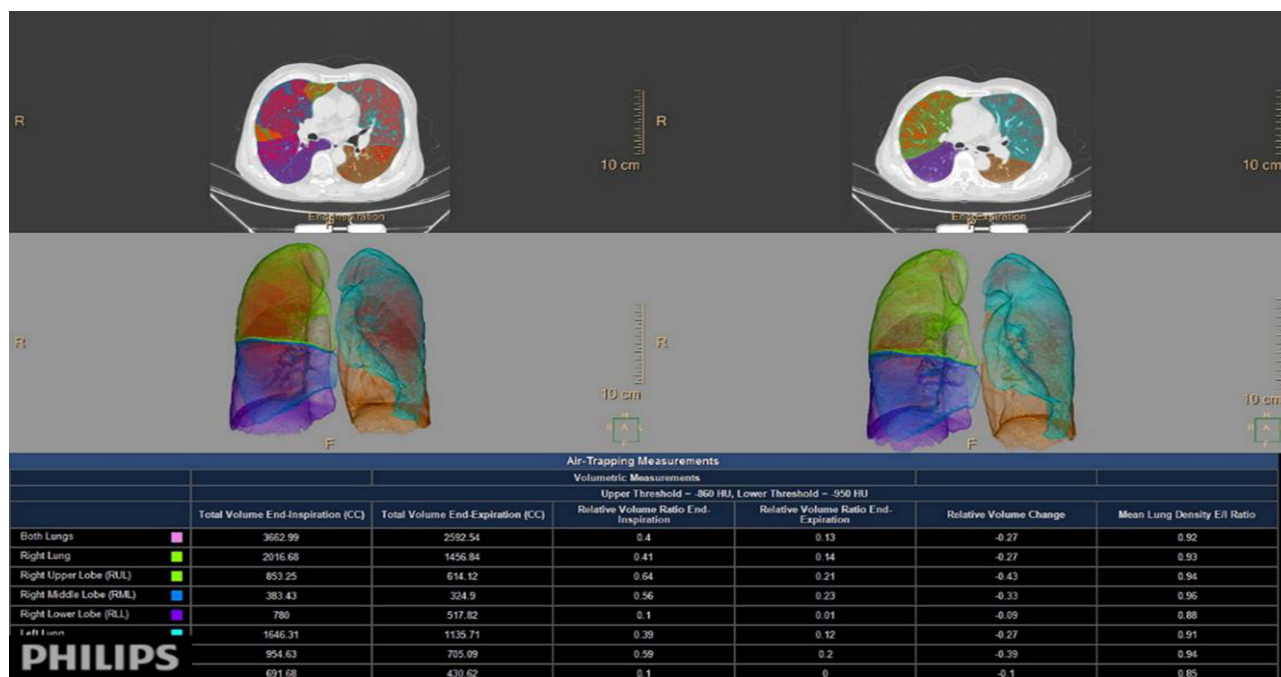 R
R
10 cm
10 cm
End Inspiration
End Expiration
R
R
10 cm
10 cm
F
F
H
R A L
F
H
R A
F
Air-Trapping Measurements
Volumetric Measurements
Upper Threshold = -860 HU, Lower Threshold = -950 HU
Total Volume End-Inspiration (CC) Total Volume End-Expiration (CC) Relative Volume Ratio End-Inspiration Relative Volume Ratio End-Expiration Relative Volume Change Mean Lung Density E/I Ratio
Both Lungs 3662.99 2592.54 0.4 0.13 -0.27 0.92
Right Lung 2016.68 1456.84 0.41 0.14 -0.27 0.93
Right Upper Lobe (RUL) 853.25 614.12 0.64 0.21 -0.43 0.94
Right Middle Lobe (RML) 383.43 324.9 0.56 0.23 -0.33 0.96
Right Lower Lobe (RLL) 780 517.82 0.1 0.01 -0.09 0.88
Left Lung 1646.31 1135.71 0.39 0.12 -0.27 0.91
954.63 705.09 0.59 0.2 -0.39 0.94
691.68 430.62 0.1 0 -0.1 0.85
PHILIPS